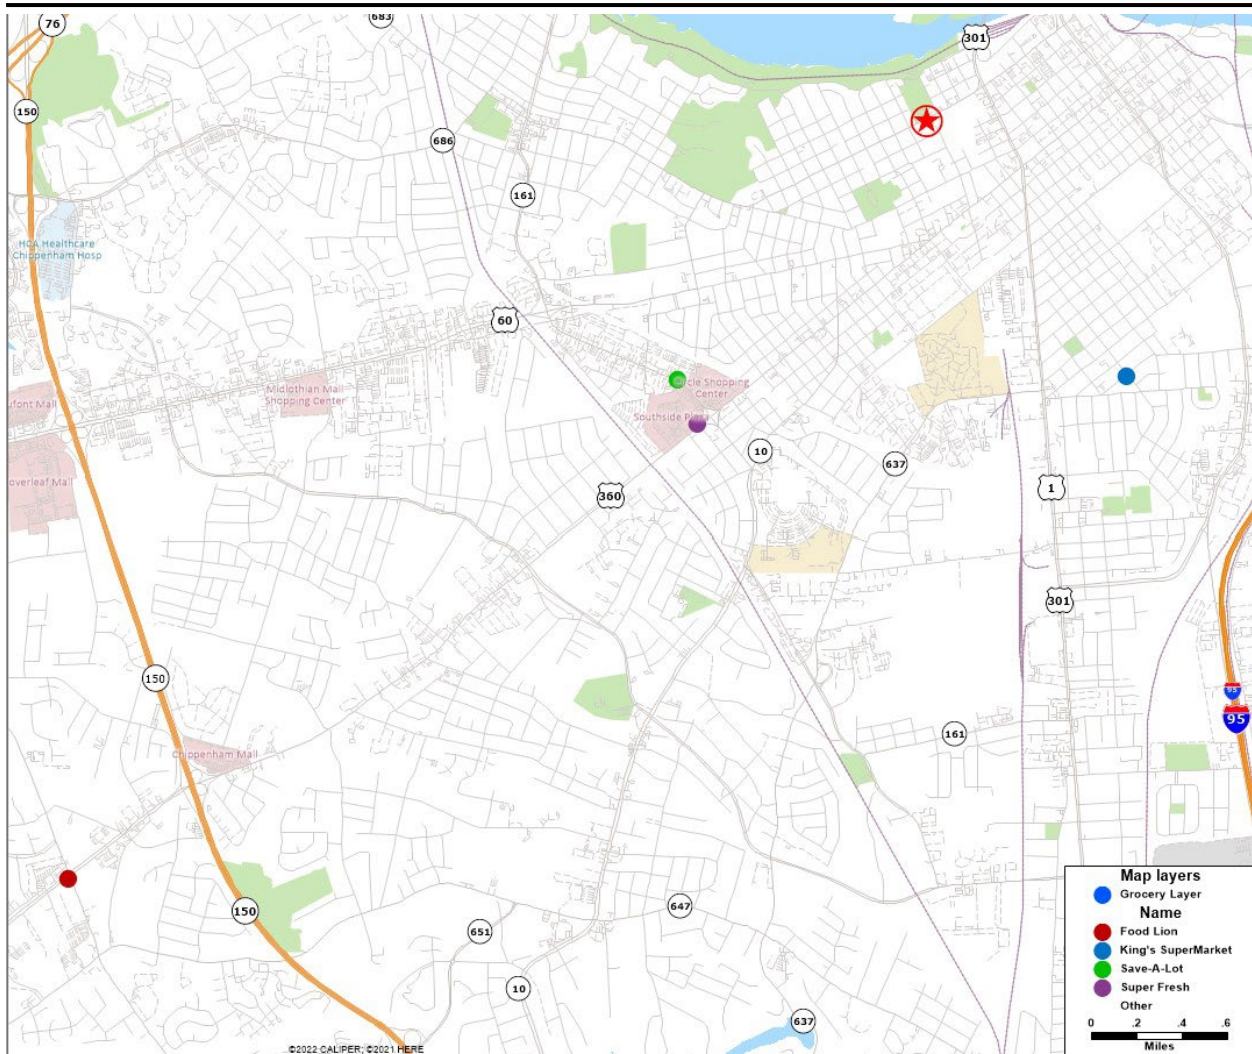 76
683
301
150
686
161
HCA Healthcare
Chippenham Hosp
60
Midlothian Mall
Shopping Center
ufont Mall
Circle Shopping
Center
Southside Plaza
10
637
overleaf Mall
360
1
301
150
95
95
161
Chippenham Mall
150
647
651
10
637
Map layers
Grocery Layer
Name
Food Lion
King's SuperMarket
Save-A-Lot
Super Fresh
Other
0 .2 .4 .6
Miles
©2022 CALIPER; ©2021 HERE